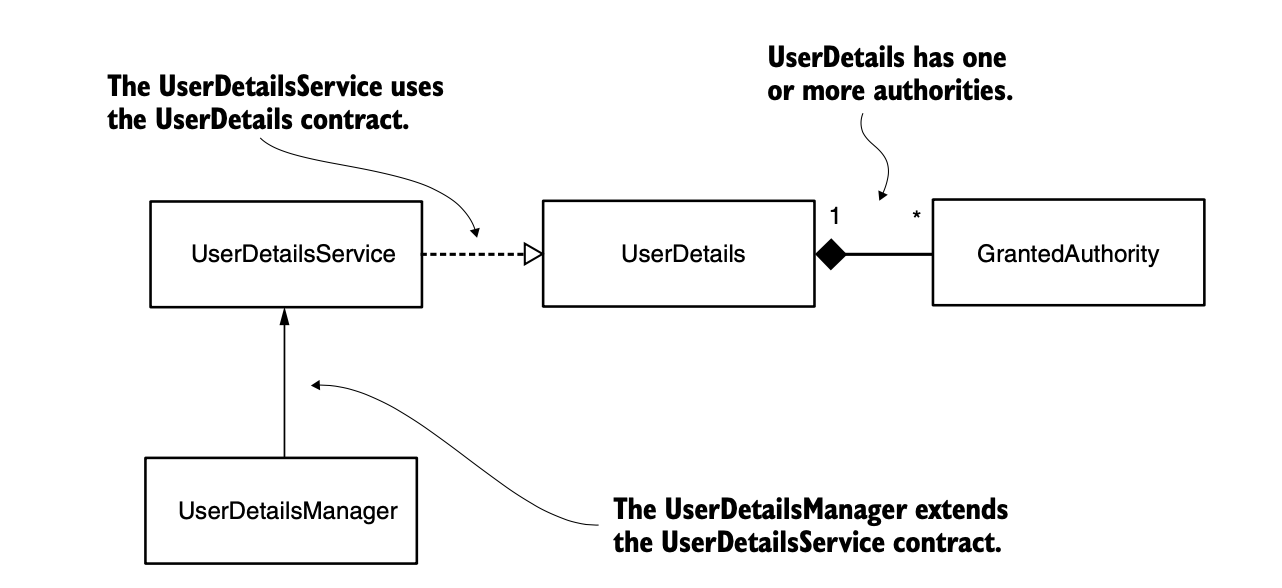 UserDetails has one
or more authorities.
The UserDetailsService uses
the UserDetails contract.
UserDetailsService
UserDetails
1
*
GrantedAuthority
UserDetailsManager
The UserDetailsManager extends
the UserDetailsService contract.